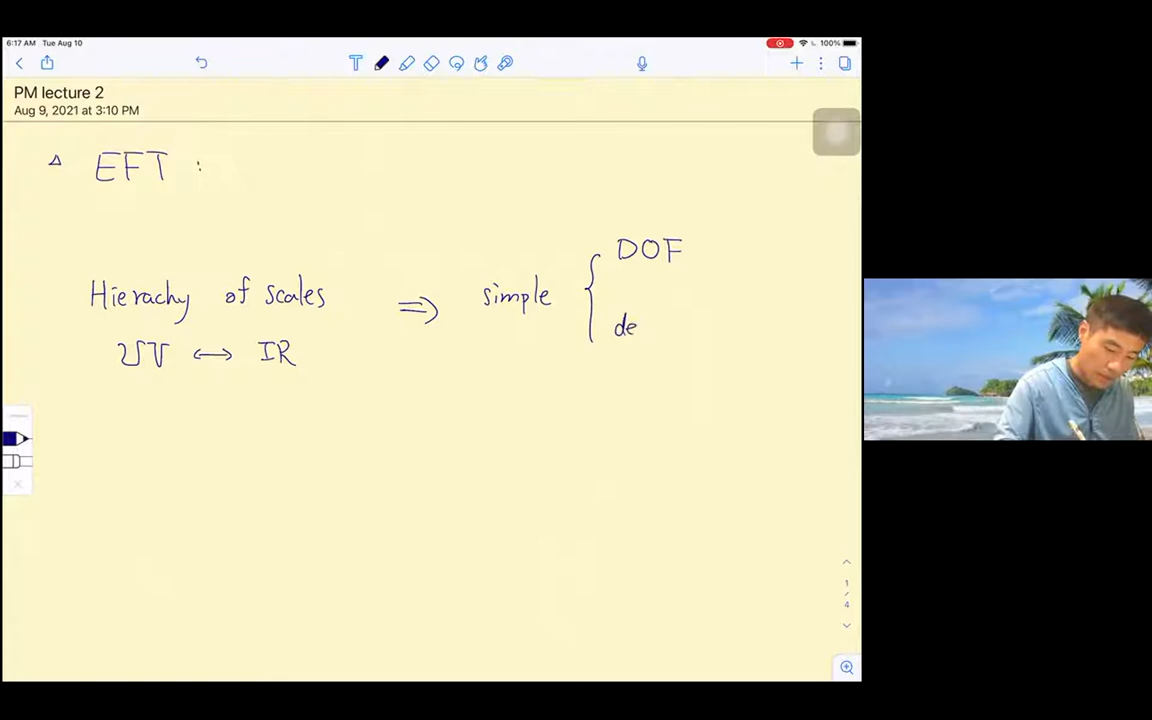 6:17 AM Tue Aug 10
100%
PM lecture 2
Aug 9, 2021 at 3:10 PM
Δ EFT :
DOF
Hierachy of scales ⇒ simple {
de
UV ↔ IR
1
/
4